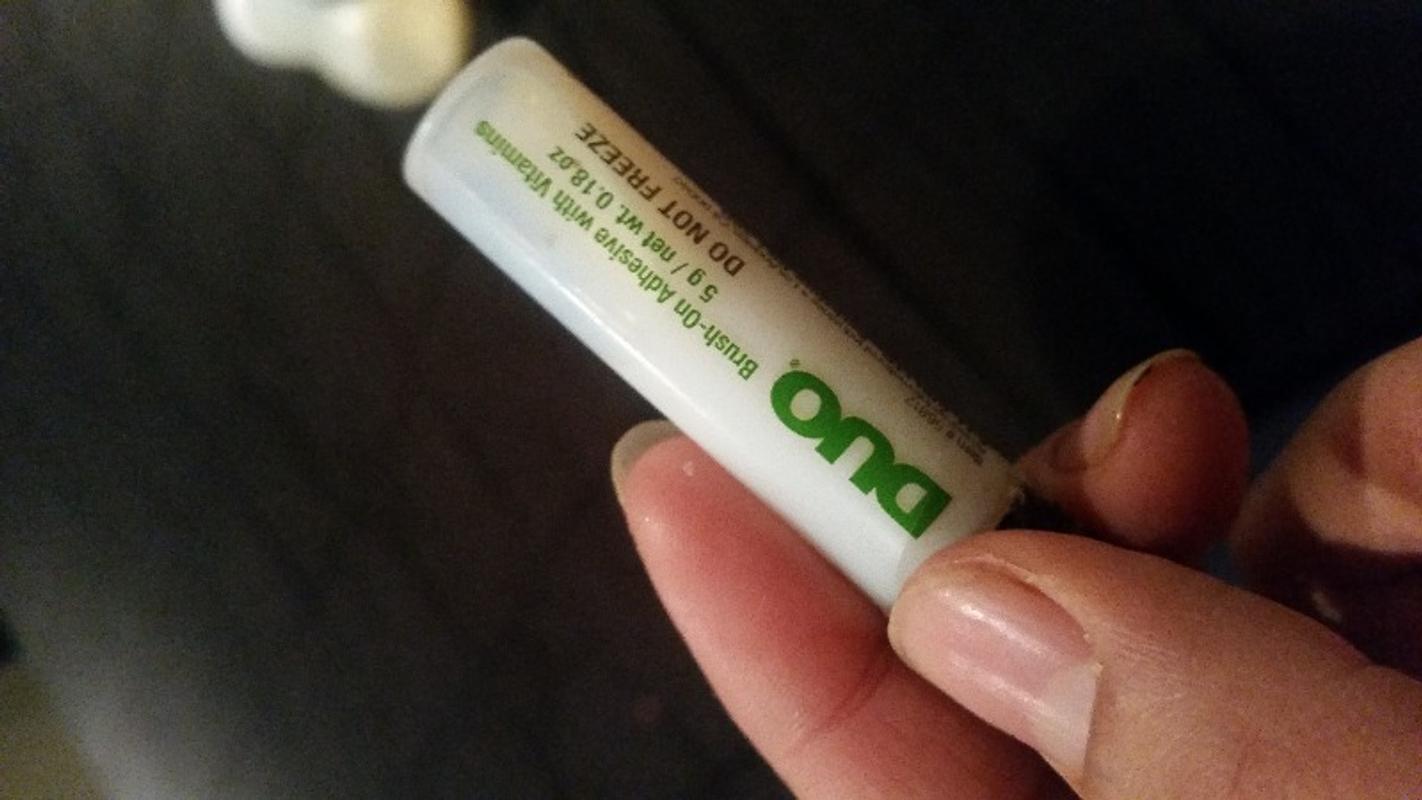 DUO®
Brush-On Adhesive with Vitamins
5 g / net wt. 0.18 oz
DO NOT FREEZE